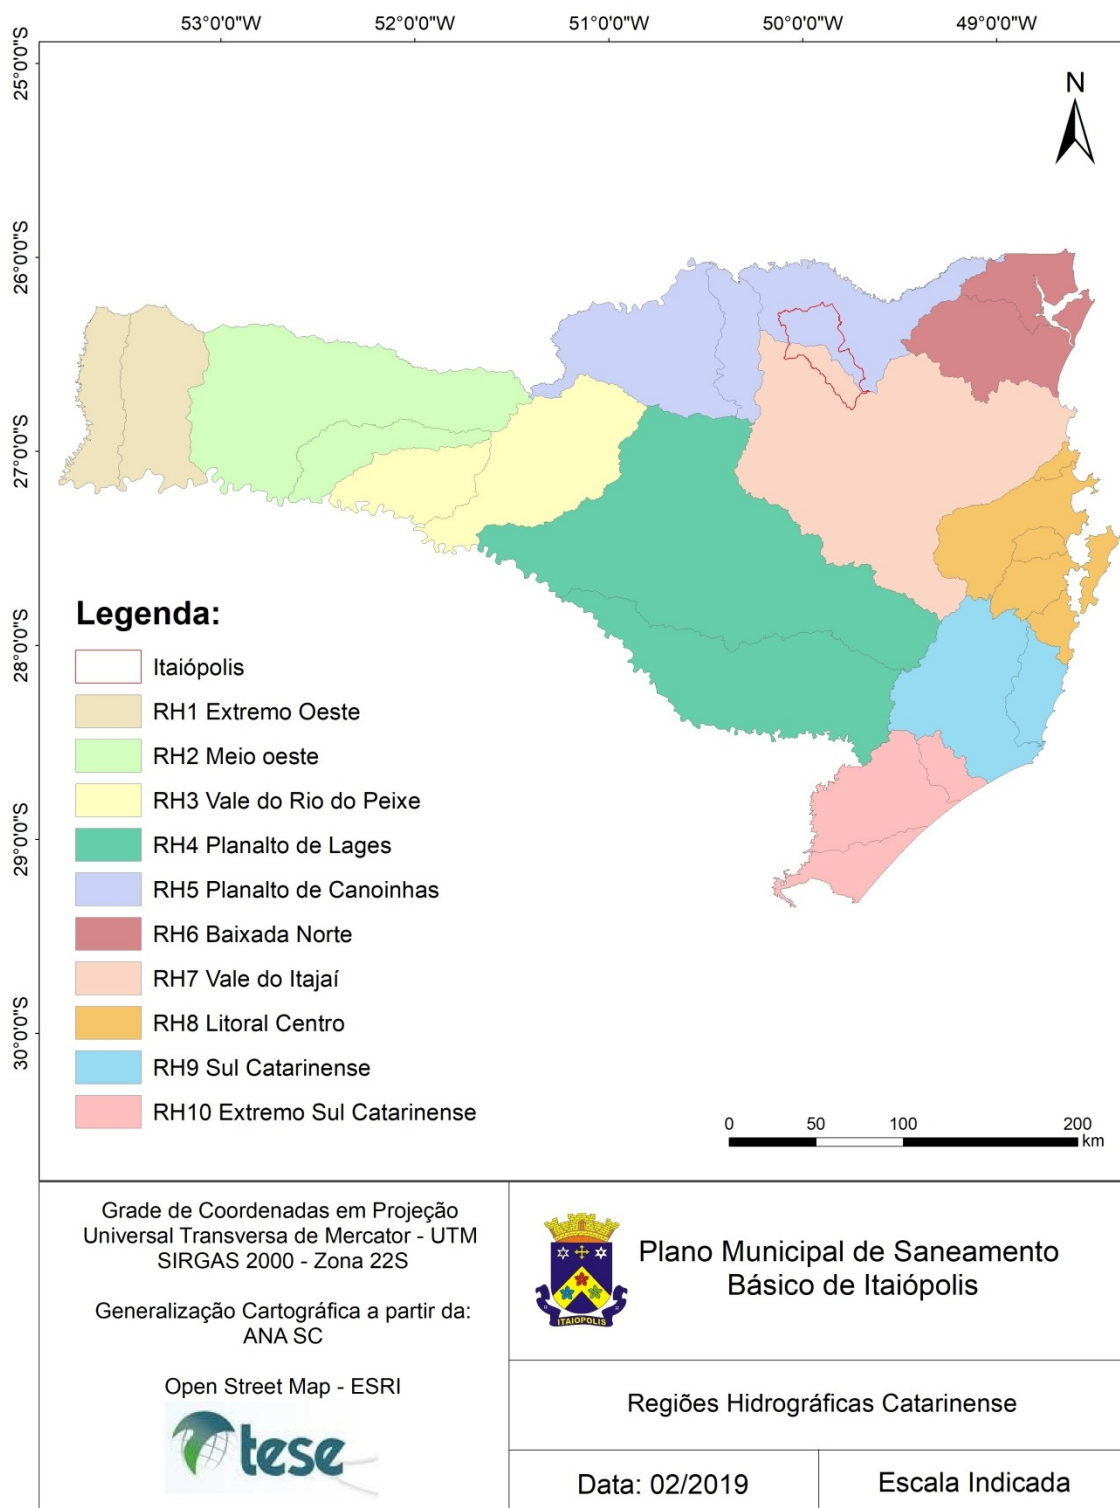 53°0'0"W
52°0'0"W
51°0'0"W
50°0'0"W
49°0'0"W
25°0'0"S
26°0'0"S
27°0'0"S
28°0'0"S
29°0'0"S
30°0'0"S
N
Legenda:
Itaiópolis
RH1 Extremo Oeste
RH2 Meio oeste
RH3 Vale do Rio do Peixe
RH4 Planalto de Lages
RH5 Planalto de Canoinhas
RH6 Baixada Norte
RH7 Vale do Itajaí
RH8 Litoral Centro
RH9 Sul Catarinense
RH10 Extremo Sul Catarinense
0 50 100 200
km
Grade de Coordenadas em Projeção
Universal Transversa de Mercator - UTM
SIRGAS 2000 - Zona 22S
Generalização Cartográfica a partir da:
ANA SC
Open Street Map - ESRI
tese
ITAIOPOLIS
Plano Municipal de Saneamento
Básico de Itaiópolis
Regiões Hidrográficas Catarinense
Data: 02/2019
Escala Indicada